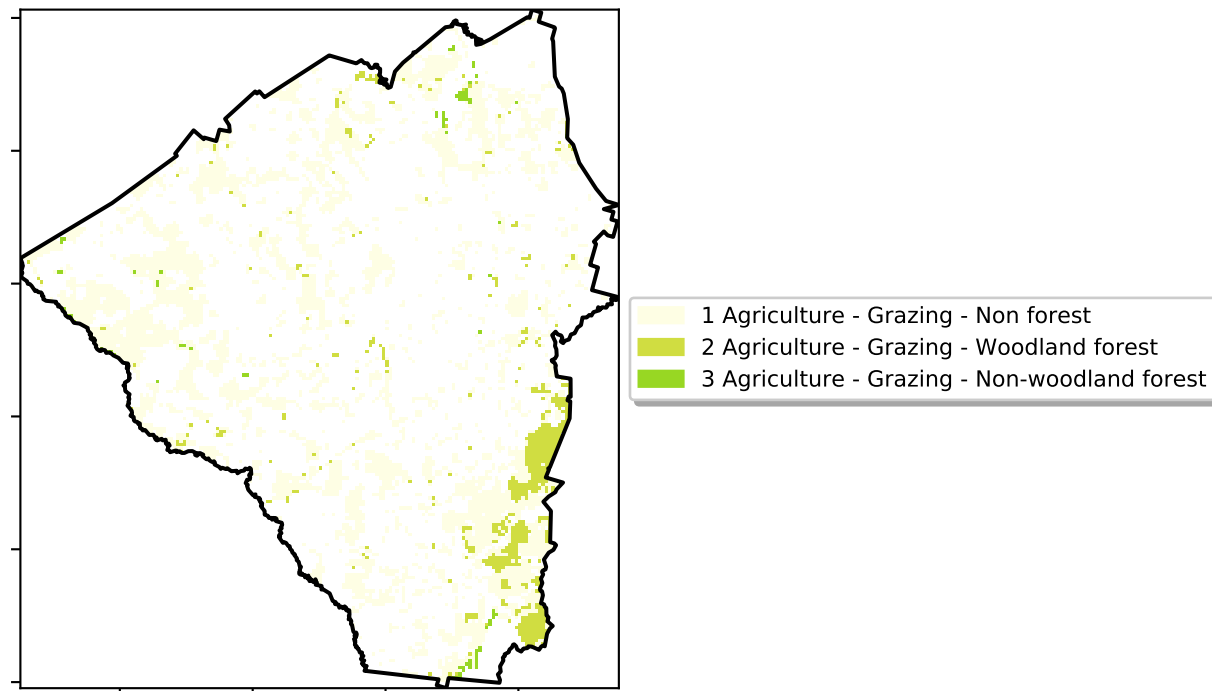 1 Agriculture - Grazing - Non forest
2 Agriculture - Grazing - Woodland forest
3 Agriculture - Grazing - Non-woodland forest